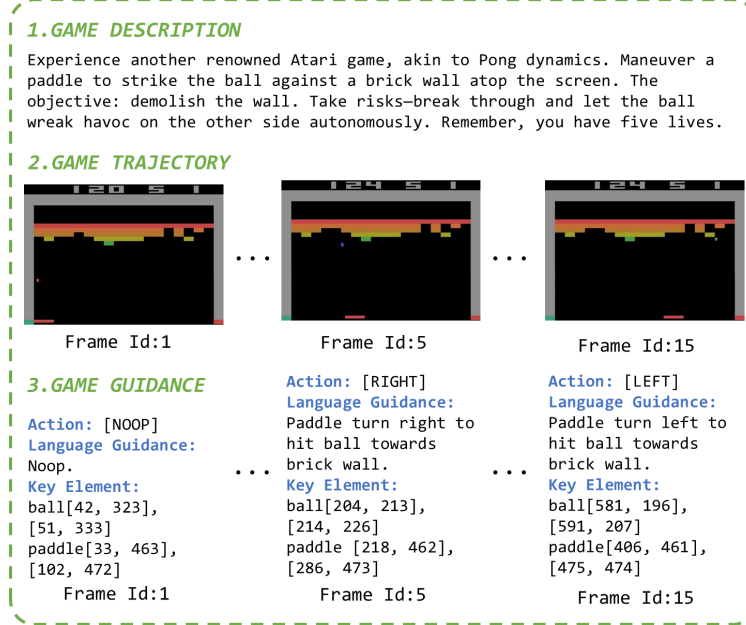 1.GAME DESCRIPTION
Experience another renowned Atari game, akin to Pong dynamics. Maneuver a
paddle to strike the ball against a brick wall atop the screen. The
objective: demolish the wall. Take risks—break through and let the ball
wreak havoc on the other side autonomously. Remember, you have five lives.
2.GAME TRAJECTORY
120 5 1
124 5 1
124 5 1
... ...
Frame Id:1
Frame Id:5
Frame Id:15
3.GAME GUIDANCE
Action: [NOOP]
Language Guidance:
Noop.
Key Element:
ball[42, 323],
[51, 333]
paddle[33, 463],
[102, 472]
Frame Id:1
...
Action: [RIGHT]
Language Guidance:
Paddle turn right to
hit ball towards
brick wall.
Key Element:
ball[204, 213],
[214, 226]
paddle [218, 462],
[286, 473]
Frame Id:5
...
Action: [LEFT]
Language Guidance:
Paddle turn left to
hit ball towards
brick wall.
Key Element:
ball[581, 196],
[591, 207]
paddle[406, 461],
[475, 474]
Frame Id:15